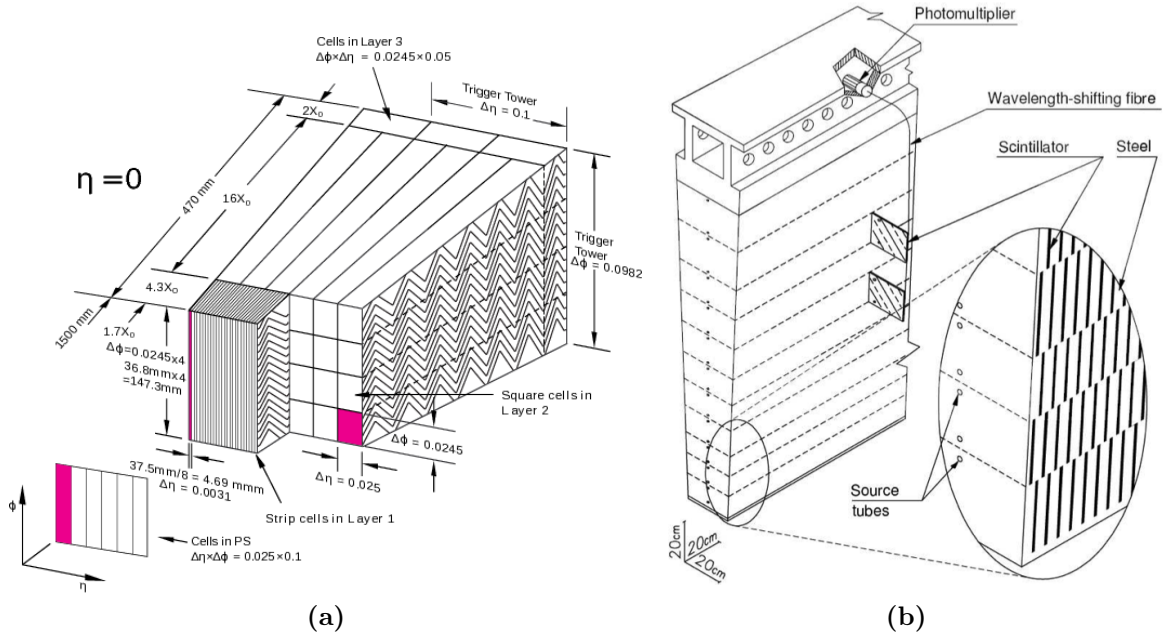 Cells in Layer 3
Δϕ×Δη = 0.0245×0.05
Trigger Tower
Δη = 0.1
2X₀
η = 0
470 mm
16X₀
Trigger
Tower
Δϕ = 0.0982
4.3X₀
1500 mm
1.7X₀
Δϕ=0.0245x4
36.8mmx4
=147.3mm
Square cells in
Layer 2
Δϕ = 0.0245
37.5mm/8 = 4.69 mmm
Δη = 0.0031
Δη = 0.025
Strip cells in Layer 1
ϕ
Cells in PS
Δη×Δϕ = 0.025×0.1
η
(a)
Photomultiplier
Wavelength-shifting fibre
Scintillator
Steel
Source
tubes
20cm
20cm
20cm
(b)